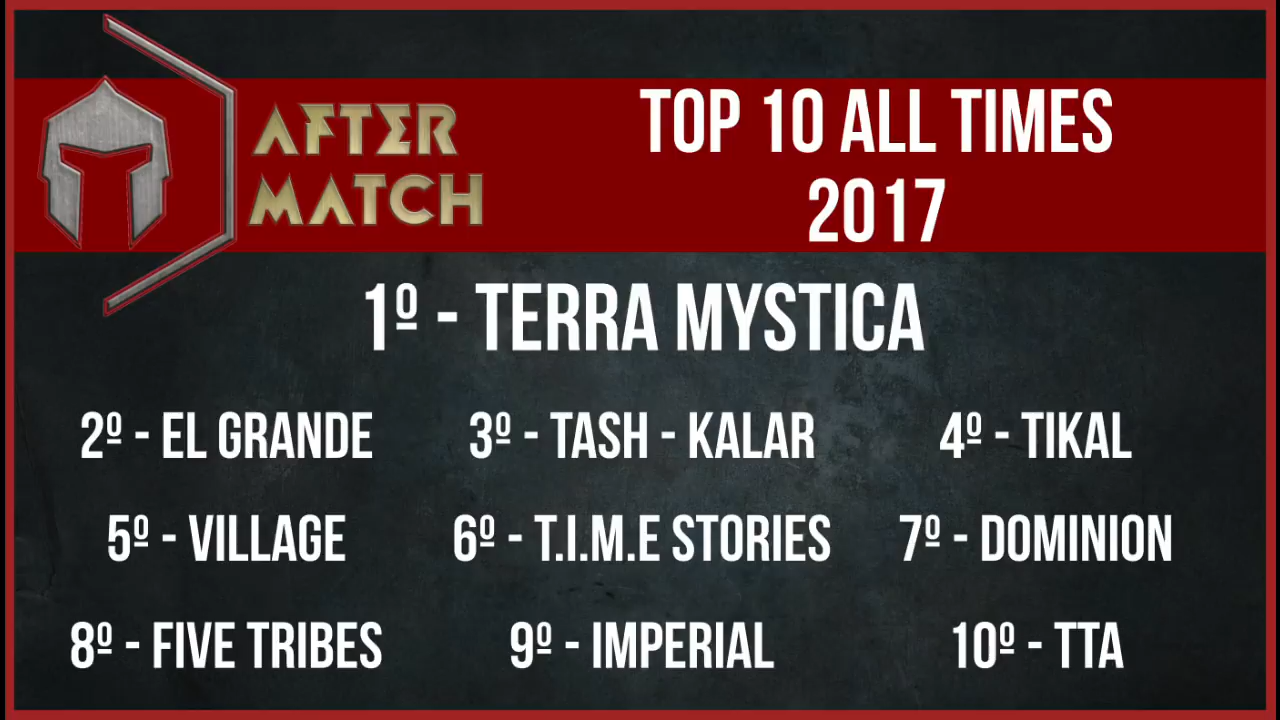 AFTER
MATCH
TOP 10 ALL TIMES
2017
1º - TERRA MYSTICA
2º - EL GRANDE
3º - TASH - KALAR
4º - TIKAL
5º - VILLAGE
6º - T.I.M.E STORIES
7º - DOMINION
8º - FIVE TRIBES
9º - IMPERIAL
10º - TTA